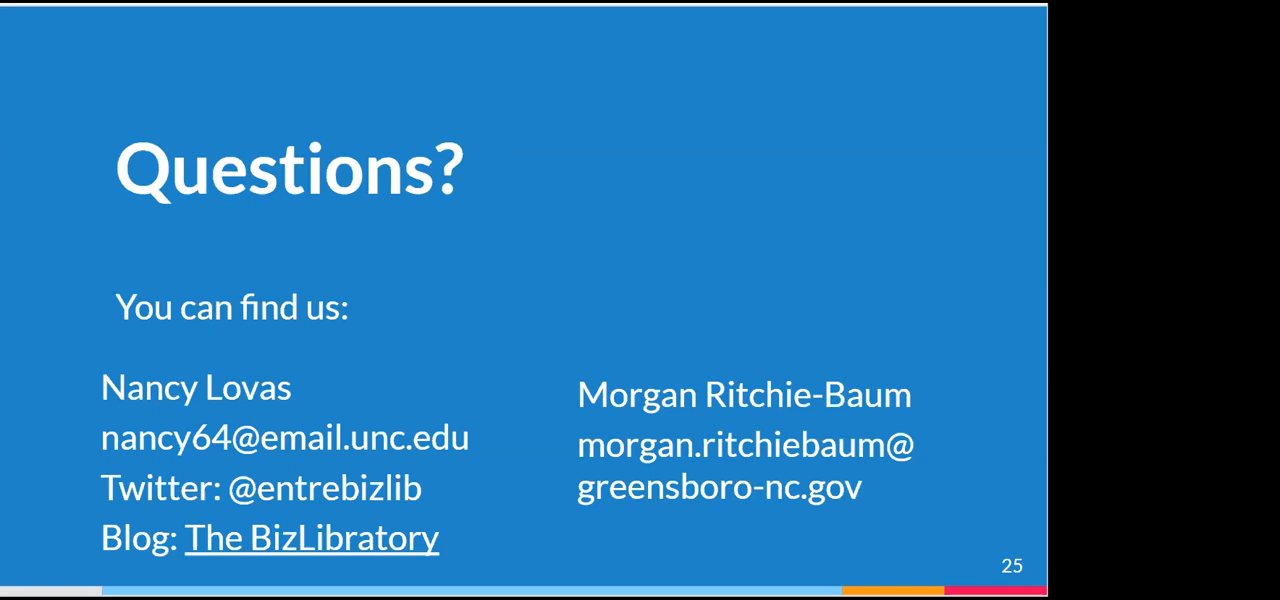 Questions?
You can find us:
Nancy Lovas
nancy64@email.unc.edu
Twitter: @entrebizlib
Blog: The BizLibratory
Morgan Ritchie-Baum
morgan.ritchiebaum@
greensboro-nc.gov
25